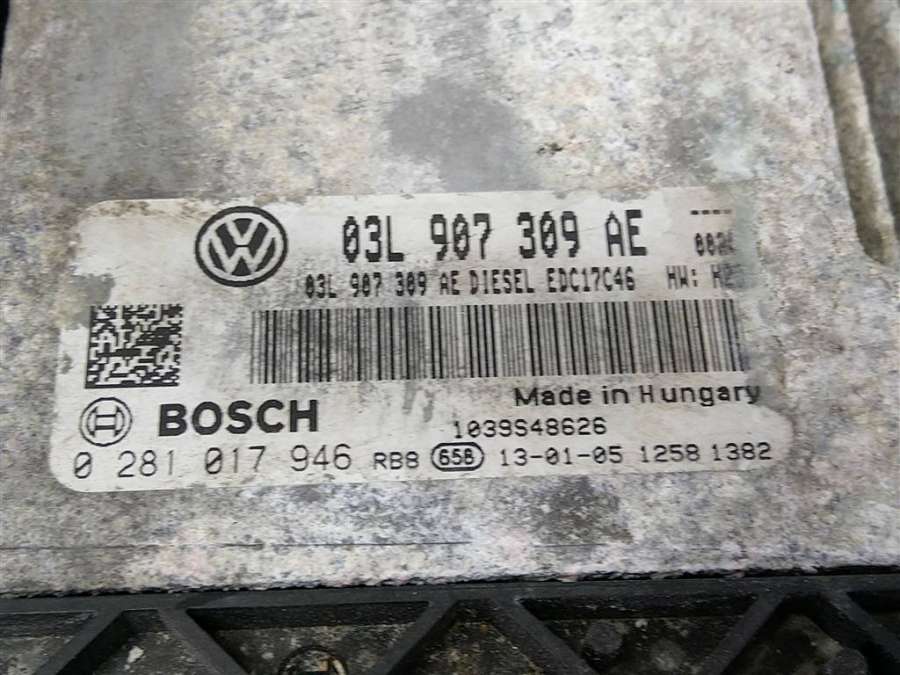 03L 907 309 AE
03L 907 309 AE DIESEL EDC17C46 HW:
Made in Hungary
BOSCH
1039S48626
0 281 017 946 RB8 658 13-01-05 1258 1382